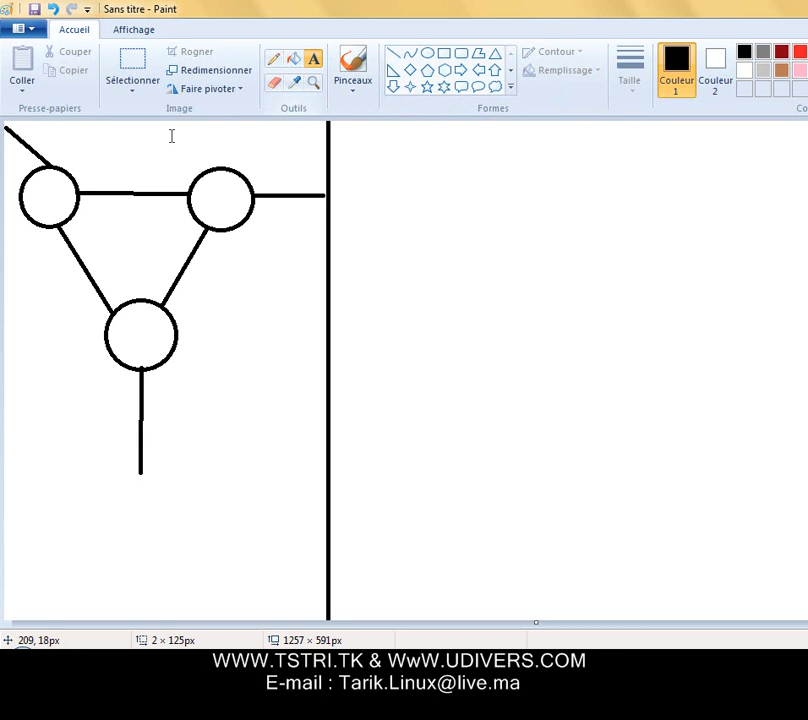 Sans titre - Paint
Accueil
Affichage
Coller
Couper
Copier
Presse-papiers
Sélectionner
Rogner
Redimensionner
Faire pivoter
Image
A
Outils
Pinceaux
Contour
Remplissage
Formes
Taille
Couleur
1
Couleur
2
Co
209, 18px
2 × 125px
1257 × 591px
WWW.TSTRI.TK & WwW.UDIVERS.COM
E-mail : Tarik.Linux@live.ma